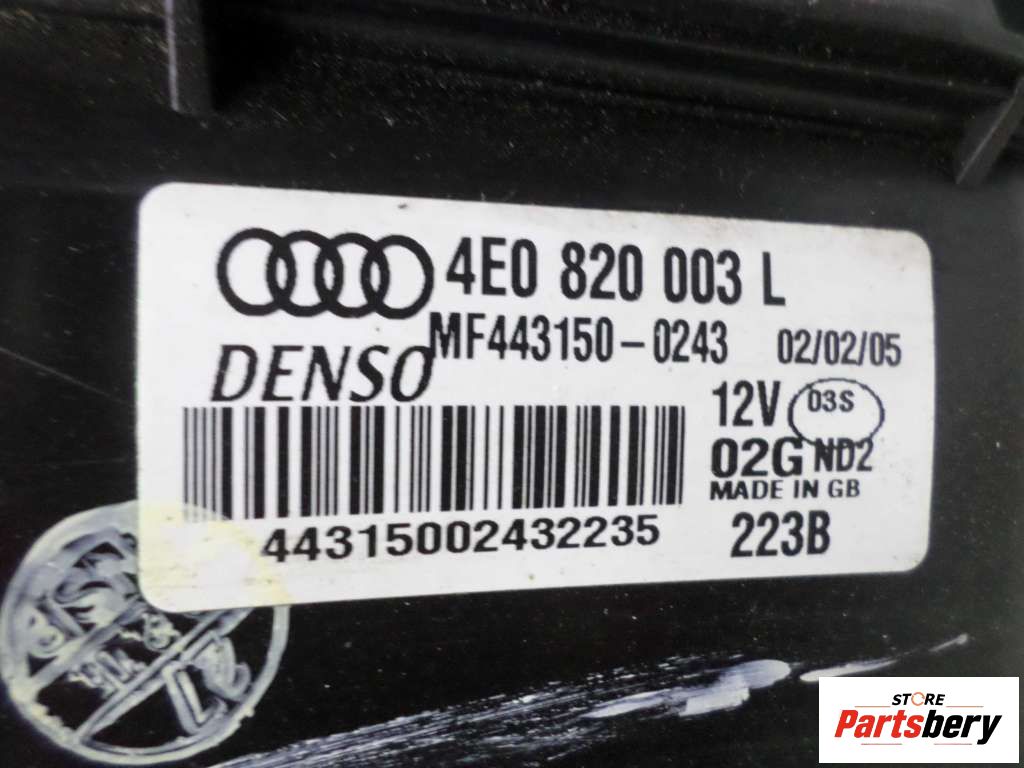 4E0 820 003 L
MF443150-0243 02/02/05
DENSO
12V 03S
02G ND2
MADE IN GB
44315002432235
223B
STORE
Partsbery